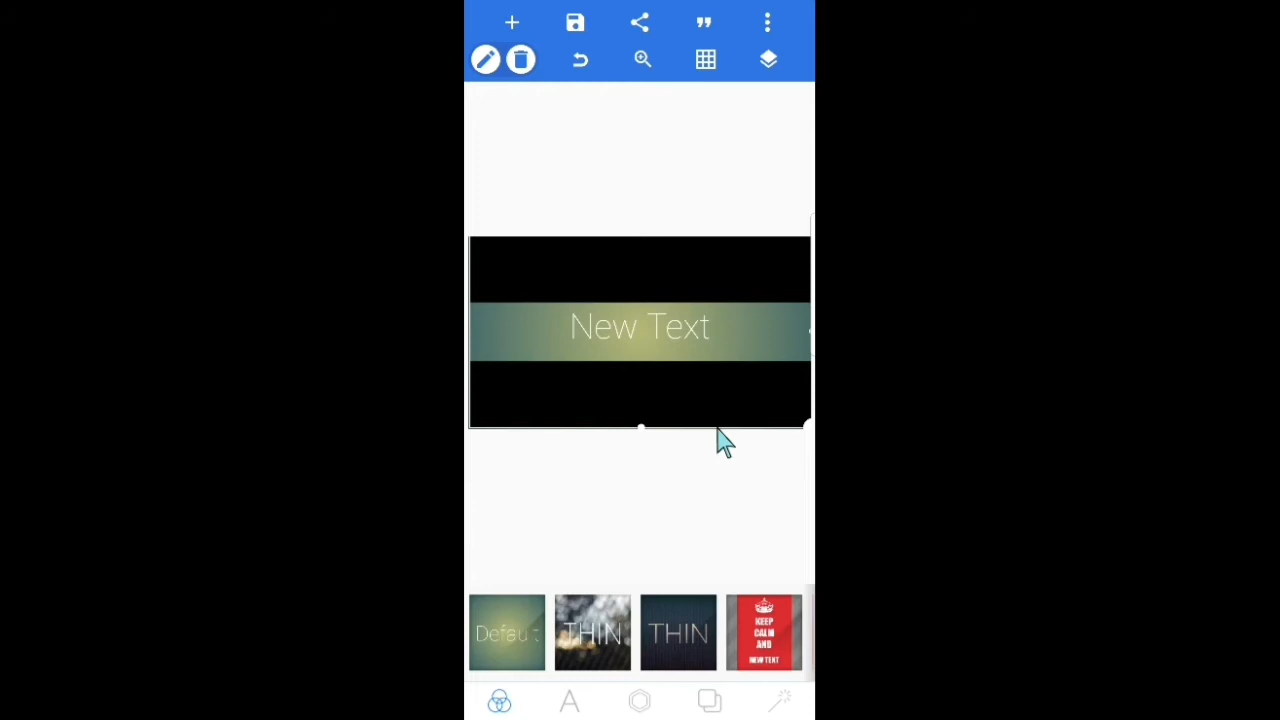 New Text
Default
THIN
THIN
KEEP
CALM
AND
NEW TEXT